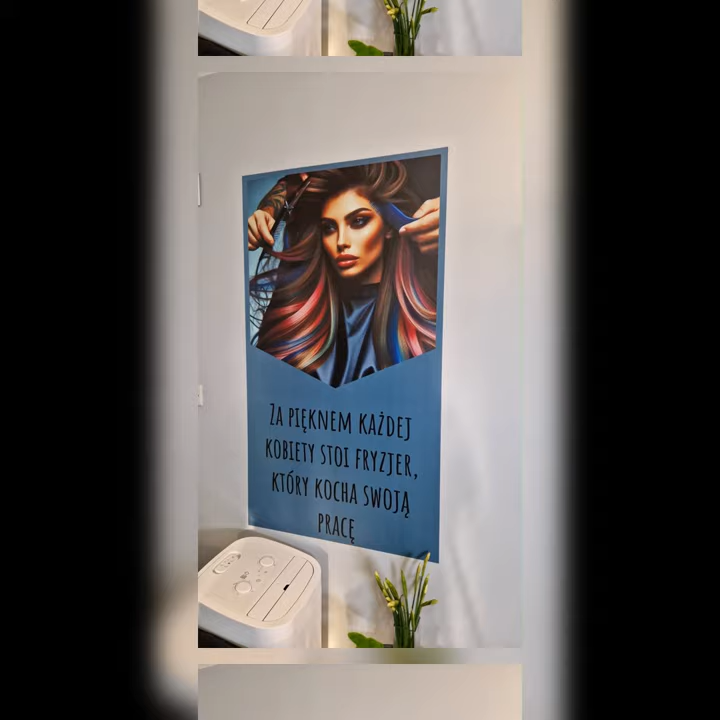 Za pięknem każdej
kobiety stoi fryzjer,
który kocha swoją
pracę